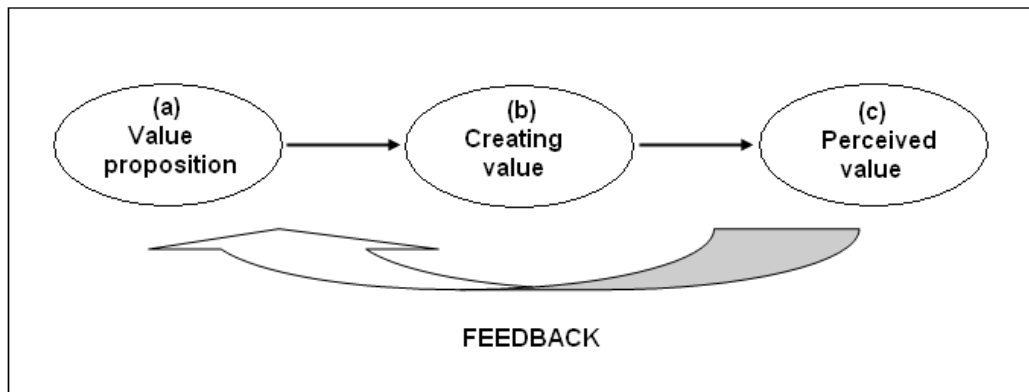 (a)
Value
proposition
(b)
Creating
value
(c)
Perceived
value
FEEDBACK